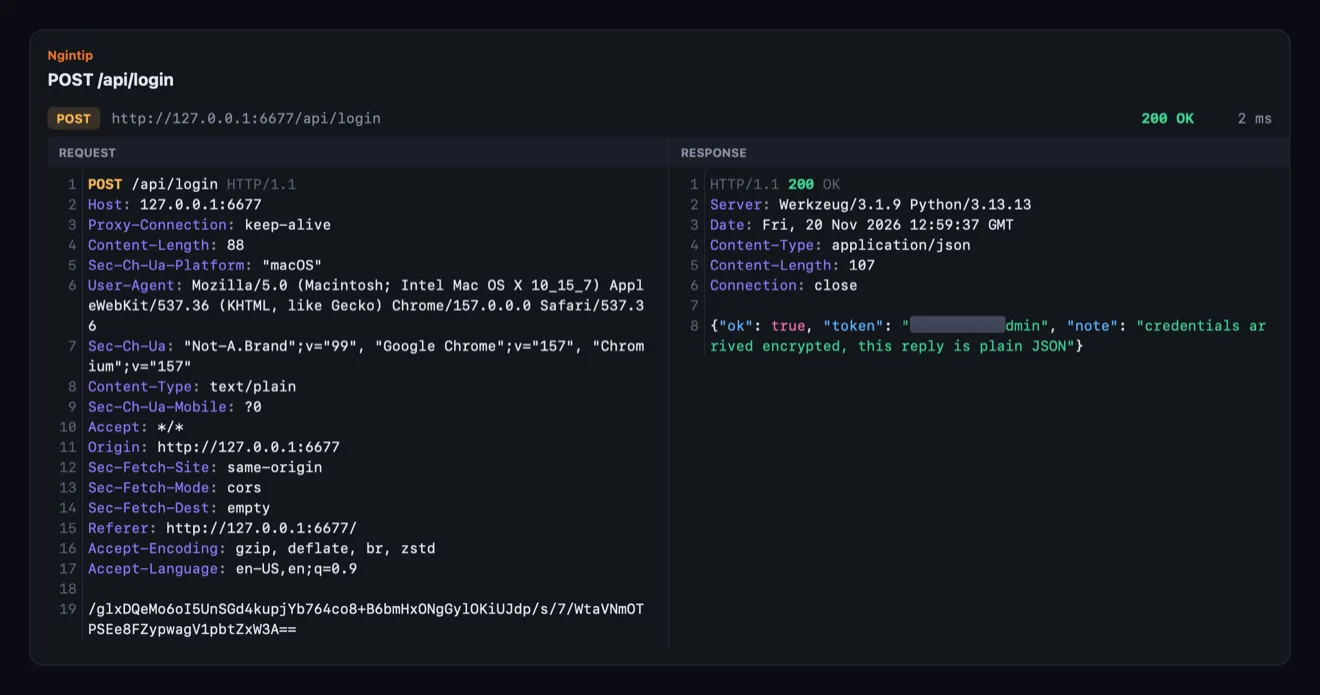 Ngintip
POST /api/login
POST http://127.0.0.1:6677/api/login 200 OK 2 ms
REQUEST
1 POST /api/login HTTP/1.1
2 Host: 127.0.0.1:6677
3 Proxy-Connection: keep-alive
4 Content-Length: 88
5 Sec-Ch-Ua-Platform: "macOS"
6 User-Agent: Mozilla/5.0 (Macintosh; Intel Mac OS X 10_15_7) Appl
eWebKit/537.36 (KHTML, like Gecko) Chrome/157.0.0.0 Safari/537.3
6
7 Sec-Ch-Ua: "Not-A.Brand";v="99", "Google Chrome";v="157", "Chrom
ium";v="157"
8 Content-Type: text/plain
9 Sec-Ch-Ua-Mobile: ?0
10 Accept: */*
11 Origin: http://127.0.0.1:6677
12 Sec-Fetch-Site: same-origin
13 Sec-Fetch-Mode: cors
14 Sec-Fetch-Dest: empty
15 Referer: http://127.0.0.1:6677/
16 Accept-Encoding: gzip, deflate, br, zstd
17 Accept-Language: en-US,en;q=0.9
18
19 /glxDQeMo6oI5UnSGd4kupjYb764co8+B6bmHxONgGylOKiUJdp/s/7/WtaVNmOT
PSEe8FZypwagV1pbtZxW3A==
RESPONSE
1 HTTP/1.1 200 OK
2 Server: Werkzeug/3.1.9 Python/3.13.13
3 Date: Fri, 20 Nov 2026 12:59:37 GMT
4 Content-Type: application/json
5 Content-Length: 107
6 Connection: close
7
8 {"ok": true, "token": "dmin", "note": "credentials ar
rived encrypted, this reply is plain JSON"}